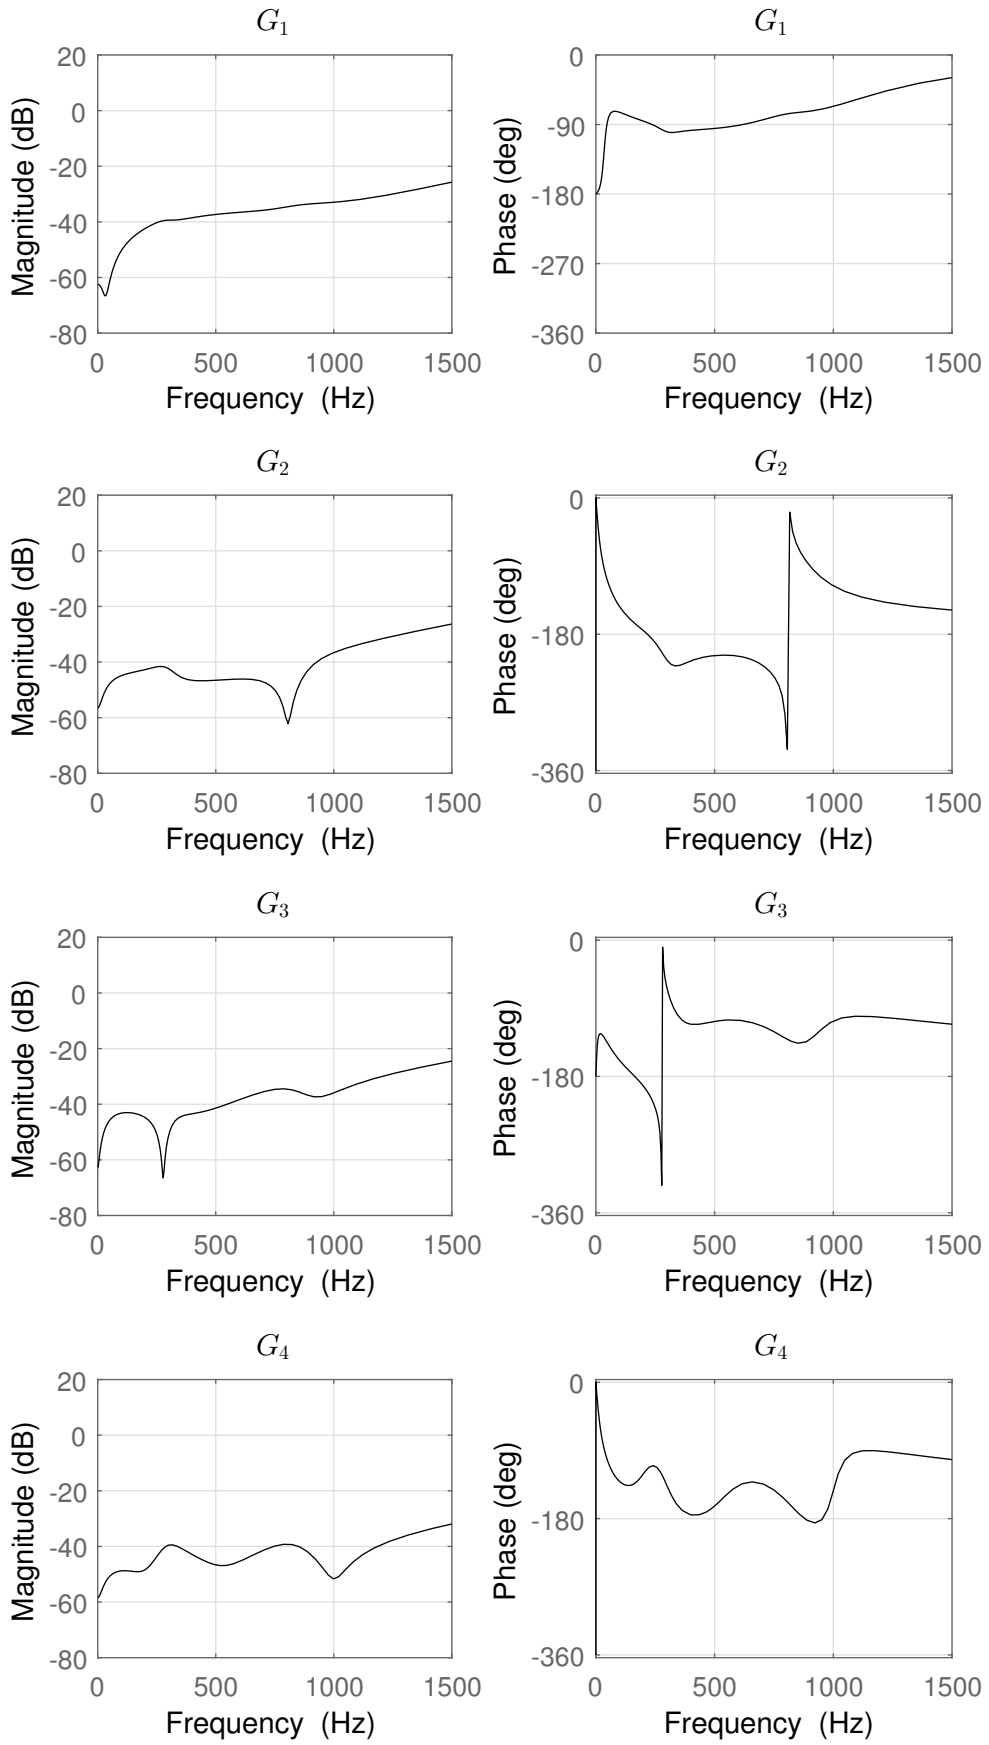 G1 G1
20 0
0 -90
-20 -180
-40 -270
-60 -360
-80
Magnitude (dB) Phase (deg)
0 500 1000 1500 0 500 1000 1500
Frequency (Hz) Frequency (Hz)
G2 G2
20 0
0 -180
-20 -360
-40
-60
-80
Magnitude (dB) Phase (deg)
0 500 1000 1500 0 500 1000 1500
Frequency (Hz) Frequency (Hz)
G3 G3
20 0
0 -180
-20 -360
-40
-60
-80
Magnitude (dB) Phase (deg)
0 500 1000 1500 0 500 1000 1500
Frequency (Hz) Frequency (Hz)
G4 G4
20 0
0 -180
-20 -360
-40
-60
-80
Magnitude (dB) Phase (deg)
0 500 1000 1500 0 500 1000 1500
Frequency (Hz) Frequency (Hz)